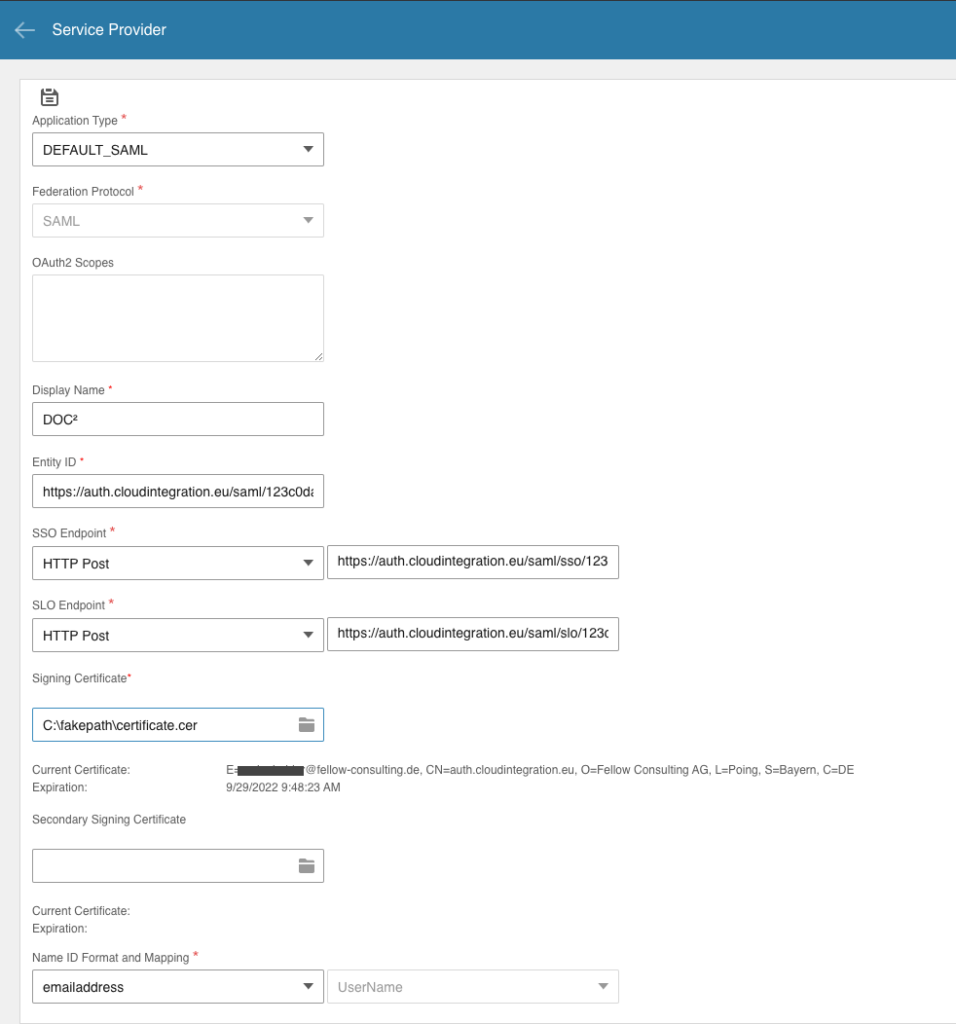 Service Provider
Application Type *
DEFAULT_SAML
Federation Protocol *
SAML
OAuth2 Scopes
Display Name *
DOC²
Entity ID *
https://auth.cloudintegration.eu/saml/123c0da
SSO Endpoint *
HTTP Post https://auth.cloudintegration.eu/saml/sso/123
SLO Endpoint *
HTTP Post https://auth.cloudintegration.eu/saml/slo/123c
Signing Certificate*
C:\fakepath\certificate.cer
Current Certificate: E=@fellow-consulting.de, CN=auth.cloudintegration.eu, O=Fellow Consulting AG, L=Poing, S=Bayern, C=DE
Expiration: 9/29/2022 9:48:23 AM
Secondary Signing Certificate
Current Certificate:
Expiration:
Name ID Format and Mapping *
emailaddress UserName